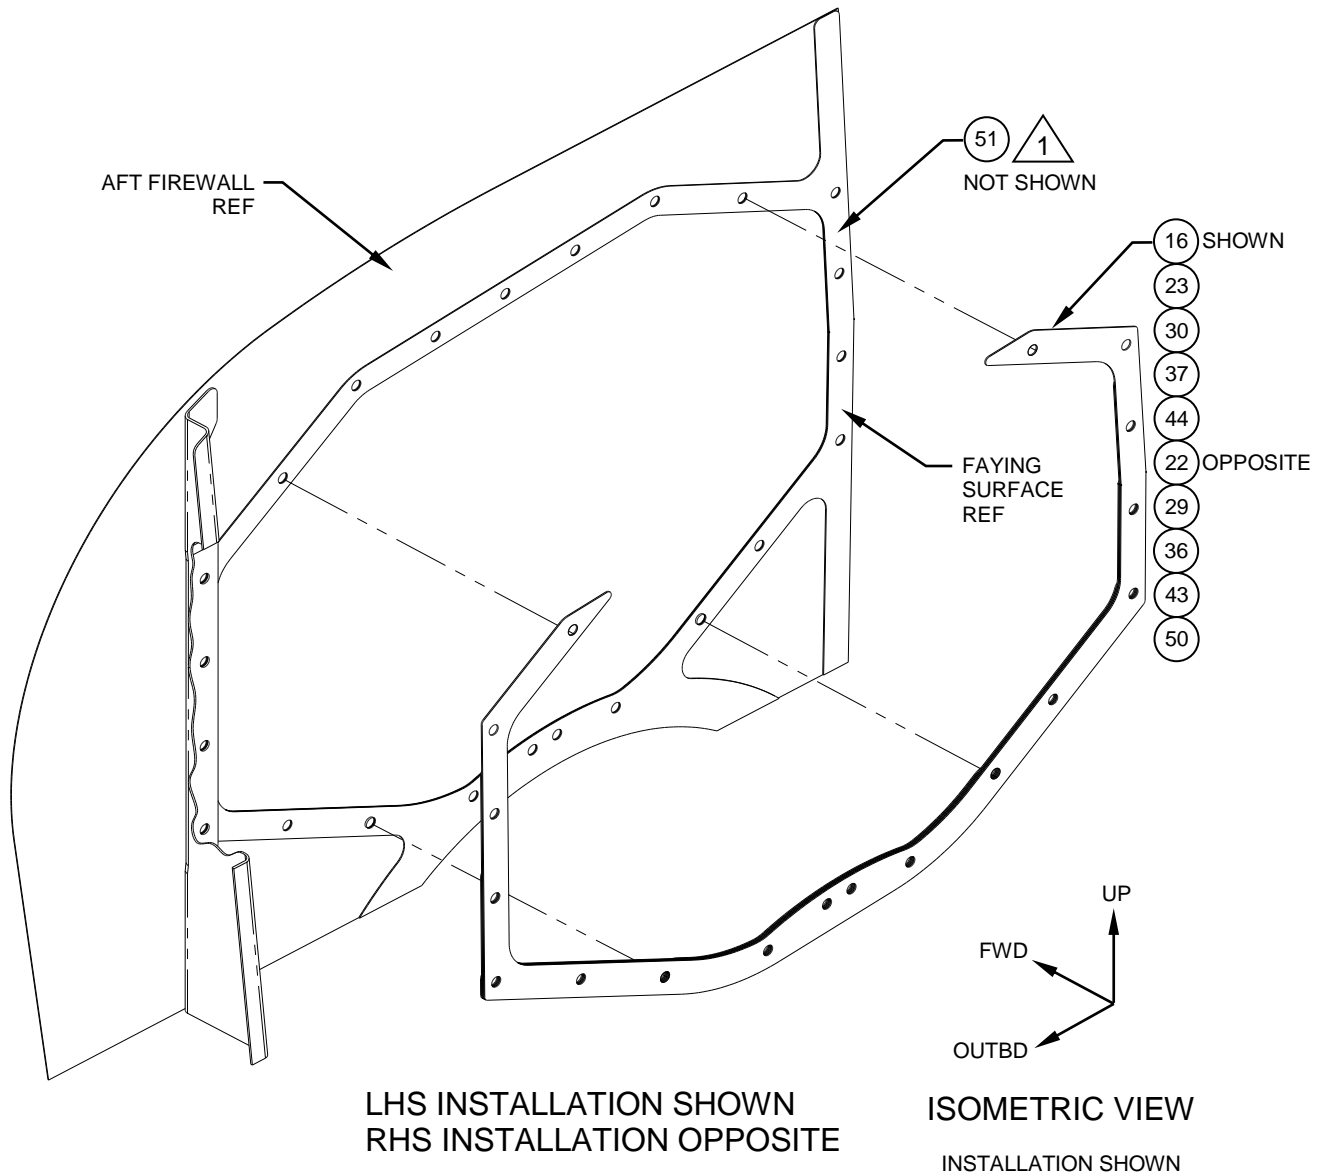 51 1
NOT SHOWN
AFT FIREWALL
REF
16 SHOWN
23
30
37
44
22 OPPOSITE
29
36
43
50
FAYING
SURFACE
REF
UP
FWD
OUTBD
LHS INSTALLATION SHOWN
RHS INSTALLATION OPPOSITE
ISOMETRIC VIEW
INSTALLATION SHOWN